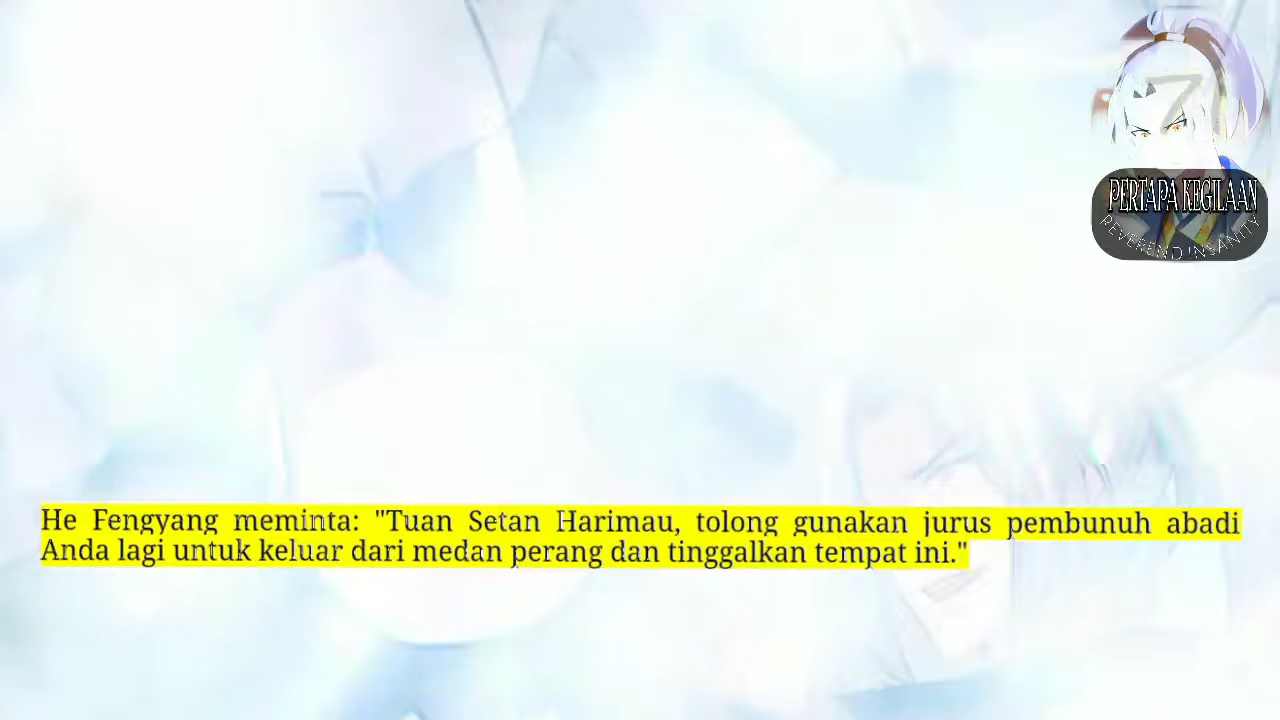 PERTAPA KEGILAAN
REVEREND INSANITY
He Fengyang meminta: "Tuan Setan Harimau, tolong gunakan jurus pembunuh abadi
Anda lagi untuk keluar dari medan perang dan tinggalkan tempat ini."